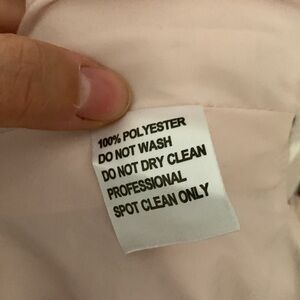 100% POLYESTER
DO NOT WASH
DO NOT DRY CLEAN
PROFESSIONAL
SPOT CLEAN ONLY